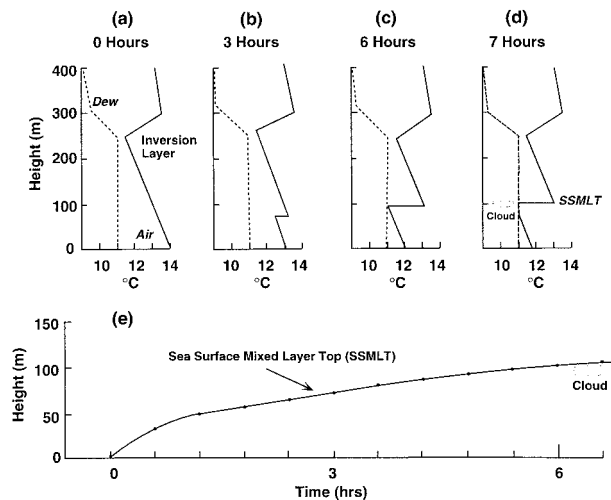 (a) (b) (c) (d)
0 Hours 3 Hours 6 Hours 7 Hours
400
300
200
100
0
Height (m)
Dew
Inversion
Layer
Air
10 12 14
°C
10 12 14
°C
10 12 14
°C
SSMLT
Cloud
10 12 14
°C
(e)
150
100
50
0
Height (m)
Sea Surface Mixed Layer Top (SSMLT)
Cloud
0 3 6
Time (hrs)